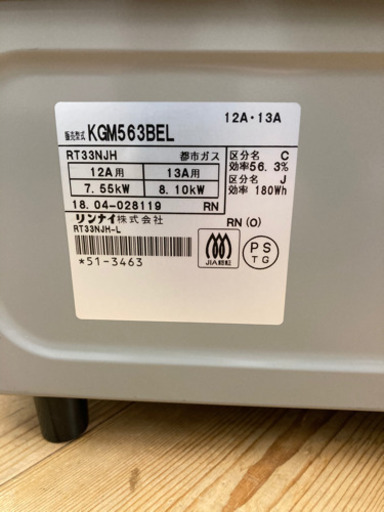 12A・13A
販売型式 KGM563BEL
RT33NJH 都市ガス
12A用 13A用
7.55kW 8.10kW
18.04-028119 RN
リンナイ株式会社
RT33NJH-L
*51-3463
区分名 C
効率56.3%
区分名 J
効率 180Wh
RN(O)
JIA認証
PS
TG